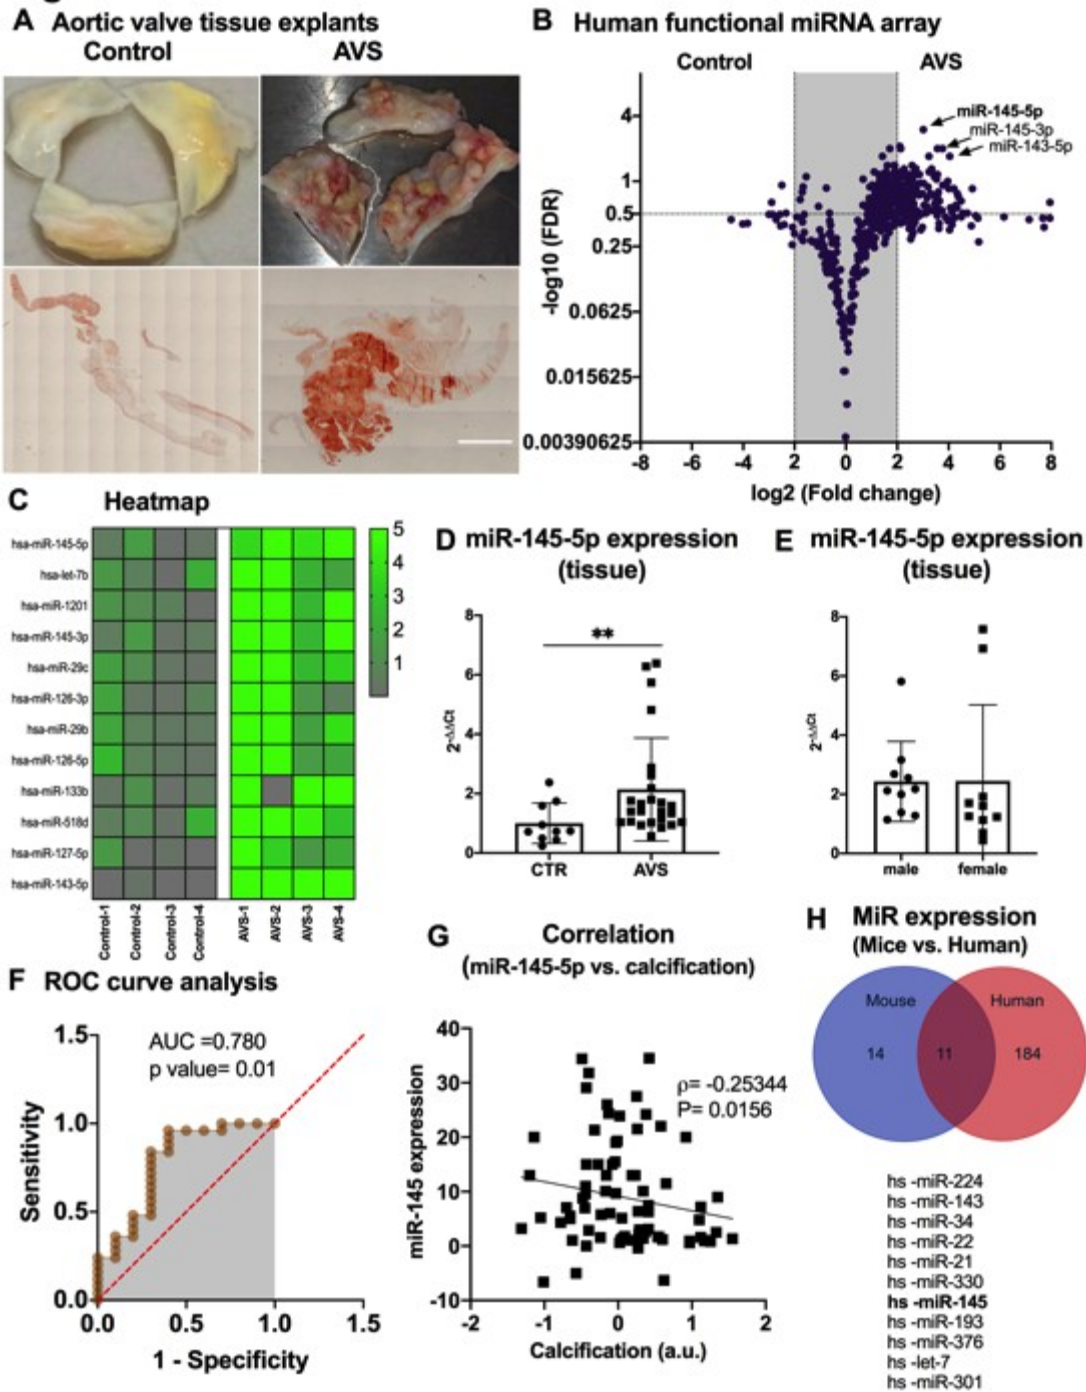 A Aortic valve tissue explants
Control AVS
B Human functional miRNA array
Control AVS
miR-145-5p
miR-145-3p
miR-143-5p
-log10 (FDR)
4
1
0.5
0.25
0.0625
0.015625
0.00390625
-8 -6 -4 2 0 2 4 6 8
log2 (Fold change)
C Heatmap
hsa-miR-145-5p
hsa-let-7b
hsa-miR-1201
hsa-miR-145-3p
hsa-miR-29c
hsa-miR-126-3p
hsa-miR-29b
hsa-miR-126-5p
hsa-miR-133b
hsa-miR-518d
hsa-miR-127-5p
hsa-miR-143-5p
Control-1 Control-2 Control-3 Control-4 AVS-1 AVS-2 AVS-3 AVS-4
5
4
3
2
1
D miR-145-5p expression
(tissue)
**
2-ΔΔCt
8
6
4
2
0
CTR AVS
E miR-145-5p expression
(tissue)
2-ΔΔCt
8
6
4
2
0
male female
F ROC curve analysis
AUC =0.780
p value= 0.01
Sensitivity
1.5
1.0
0.5
0.0
0.0 0.5 1.0 1.5
1 - Specificity
G Correlation
(miR-145-5p vs. calcification)
ρ= -0.25344
P= 0.0156
miR-145 expression
40
30
20
10
0
-10
-2 -1 0 1 2
Calcification (a.u.)
H MiR expression
(Mice vs. Human)
Mouse Human
14 11 184
hs -miR-224
hs -miR-143
hs -miR-34
hs -miR-22
hs -miR-21
hs -miR-330
hs -miR-145
hs -miR-193
hs -miR-376
hs -let-7
hs -miR-301